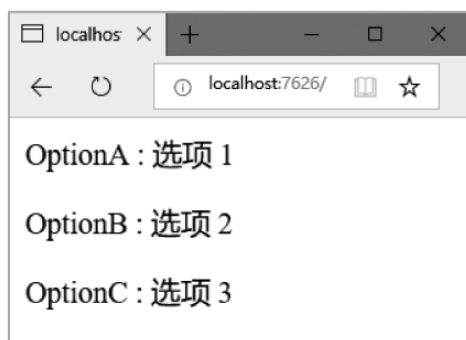 localhos
localhost:7626/
OptionA : 选项 1
OptionB : 选项 2
OptionC : 选项 3